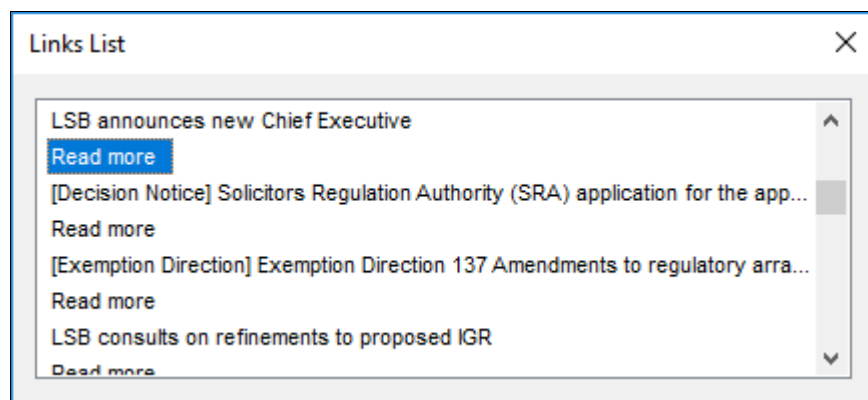 Links List
LSB announces new Chief Executive
Read more
[Decision Notice] Solicitors Regulation Authority (SRA) application for the app...
Read more
[Exemption Direction] Exemption Direction 137 Amendments to regulatory arra...
Read more
LSB consults on refinements to proposed IGR
Read more